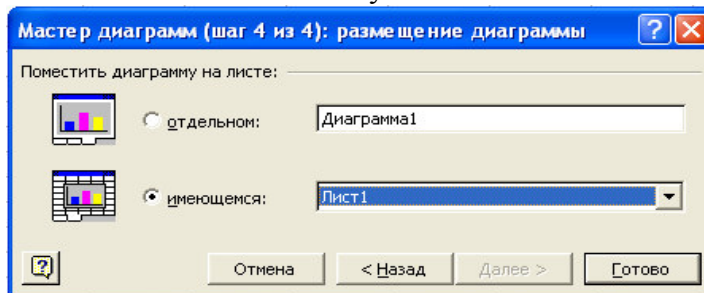 Мастер диаграмм (шаг 4 из 4): размещение диаграммы
Поместить диаграмму на листе:
отдельном: Диаграмма1
имеющемся: Лист1
Отмена < Назад Далее > Готово